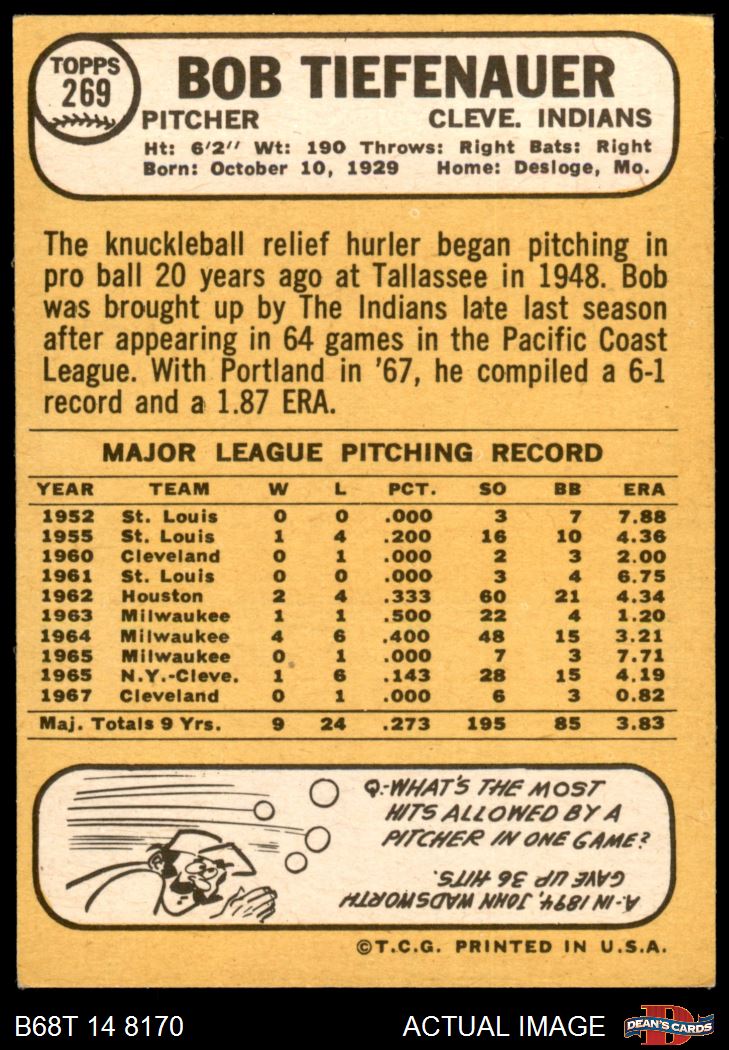 TOPPS
269
BOB TIEFENAUER
PITCHER CLEVE. INDIANS
Ht: 6'2" Wt: 190 Throws: Right Bats: Right
Born: October 10, 1929 Home: Desloge, Mo.
The knuckleball relief hurler began pitching in
pro ball 20 years ago at Tallassee in 1948. Bob
was brought up by The Indians late last season
after appearing in 64 games in the Pacific Coast
League. With Portland in '67, he compiled a 6-1
record and a 1.87 ERA.
MAJOR LEAGUE PITCHING RECORD
YEAR TEAM W L PCT. SO BB ERA
1952 St. Louis 0 0 .000 3 7 7.88
1955 St. Louis 1 4 .200 16 10 4.36
1960 Cleveland 0 1 .000 2 3 2.00
1961 St. Louis 0 0 .000 3 4 6.75
1962 Houston 2 4 .333 60 21 4.34
1963 Milwaukee 1 1 .500 22 4 1.20
1964 Milwaukee 4 6 .400 48 15 3.21
1965 Milwaukee 0 1 .000 7 3 7.71
1965 N.Y.-Cleve. 1 6 .143 28 15 4.19
1967 Cleveland 0 1 .000 6 3 0.82
Maj. Totals 9 Yrs. 9 24 .273 195 85 3.83
Q.-WHAT'S THE MOST
HITS ALLOWED BY A
PITCHER IN ONE GAME?
A-IN 1894, JOHN WADSWORTH
GAVE UP 36 HITS.
©T.C.G. PRINTED IN U.S.A.
B68T 14 8170 ACTUAL IMAGE
D
DEAN'S CARDS